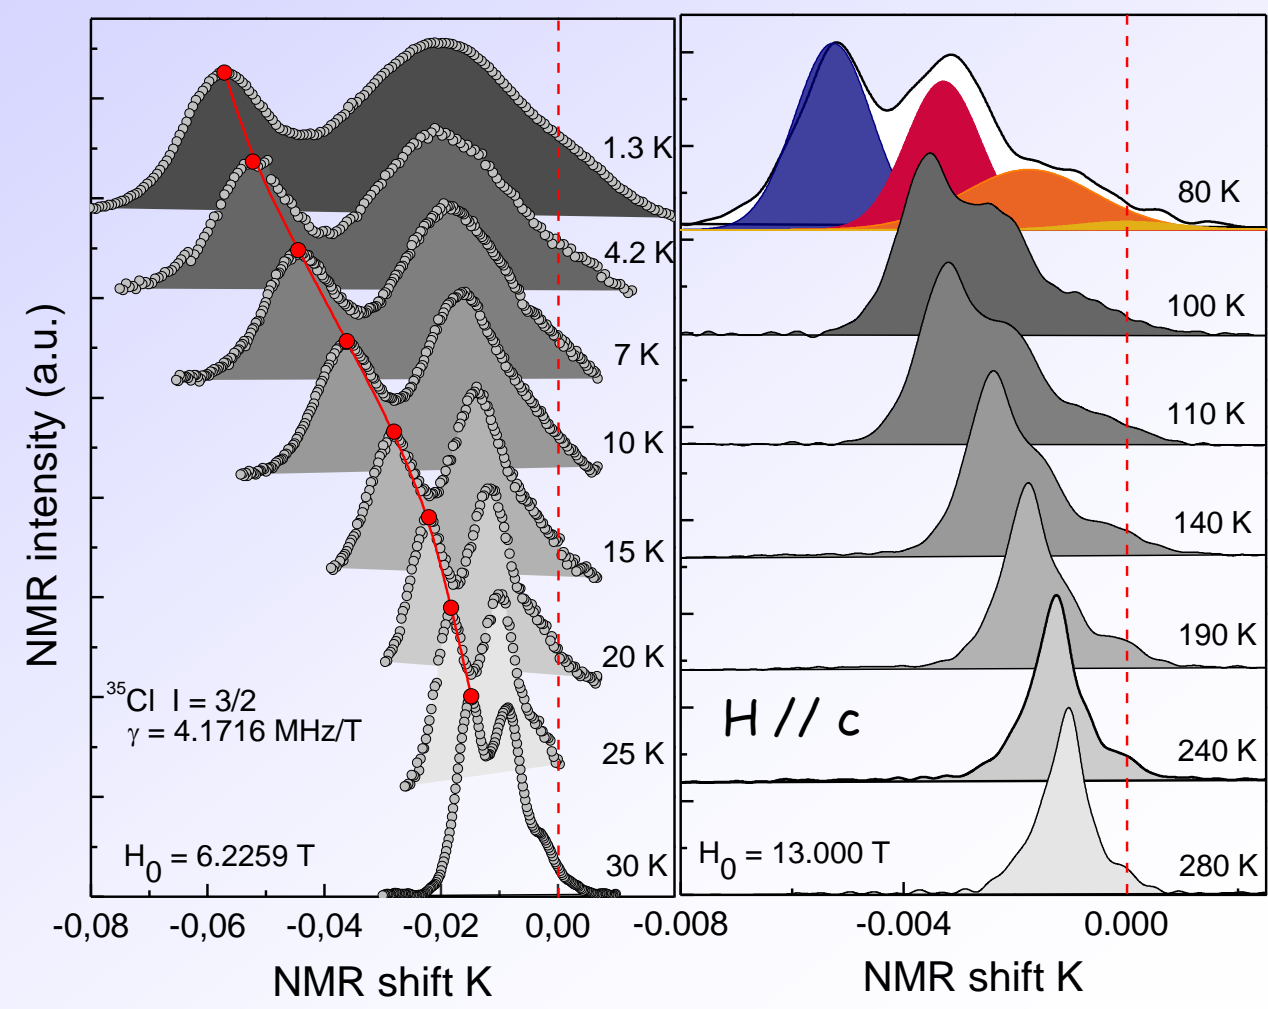 NMR intensity (a.u.)
1.3 K
4.2 K
7 K
10 K
15 K
20 K
25 K
30 K
³⁵Cl I = 3/2
γ = 4.1716 MHz/T
H₀ = 6.2259 T
-0,08 -0,06 -0,04 -0,02 0,00
NMR shift K
80 K
100 K
110 K
140 K
190 K
240 K
280 K
H // c
H₀ = 13.000 T
-0.008 -0.004 0.000
NMR shift K